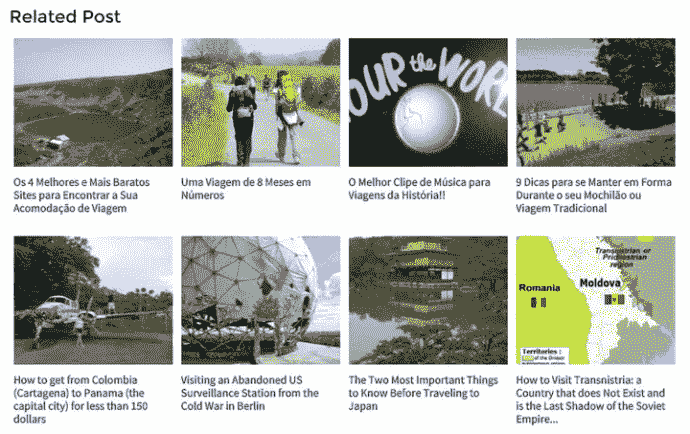 Related Post
OUR the WORL
Os 4 Melhores e Mais Baratos
Sites para Encontrar a Sua
Acomodação de Viagem
Uma Viagem de 8 Meses em
Números
O Melhor Clipe de Música para
Viagens da História!!
9 Dicas para se Manter em Forma
Durante o seu Mochilão ou
Viagem Tradicional
Transnistrian or
region
Romania
Moldova
Territories :
How to get from Colombia
(Cartagena) to Panama (the
capital city) for less than 150
dollars
Visiting an Abandoned US
Surveillance Station from the
Cold War in Berlin
The Two Most Important Things
to Know Before Traveling to
Japan
How to Visit Transnistria: a
Country that does Not Exist and
is the Last Shadow of the Soviet
Empire...